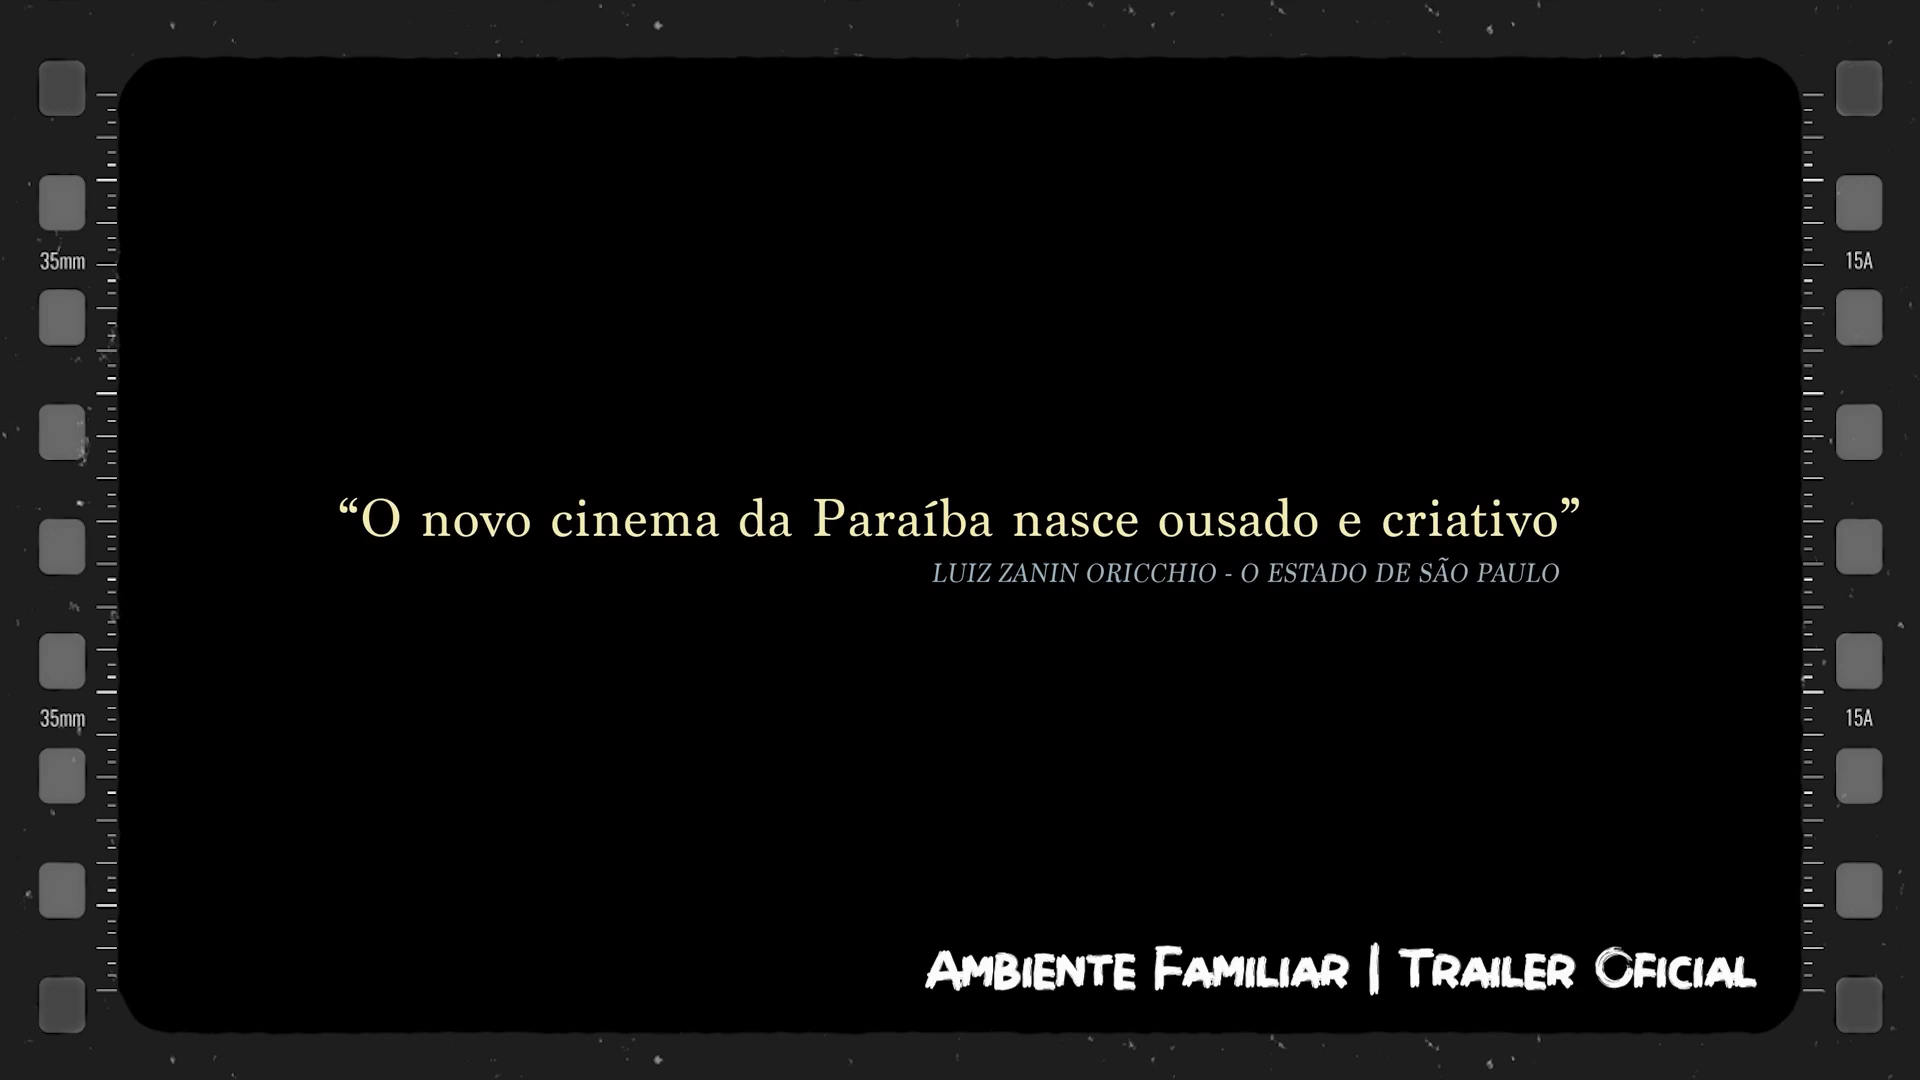 35mm
15A
“O novo cinema da Paraíba nasce ousado e criativo”
LUIZ ZANIN ORICCHIO - O ESTADO DE SÃO PAULO
35mm
15A
AMBIENTE FAMILIAR | TRAILER OFICIAL